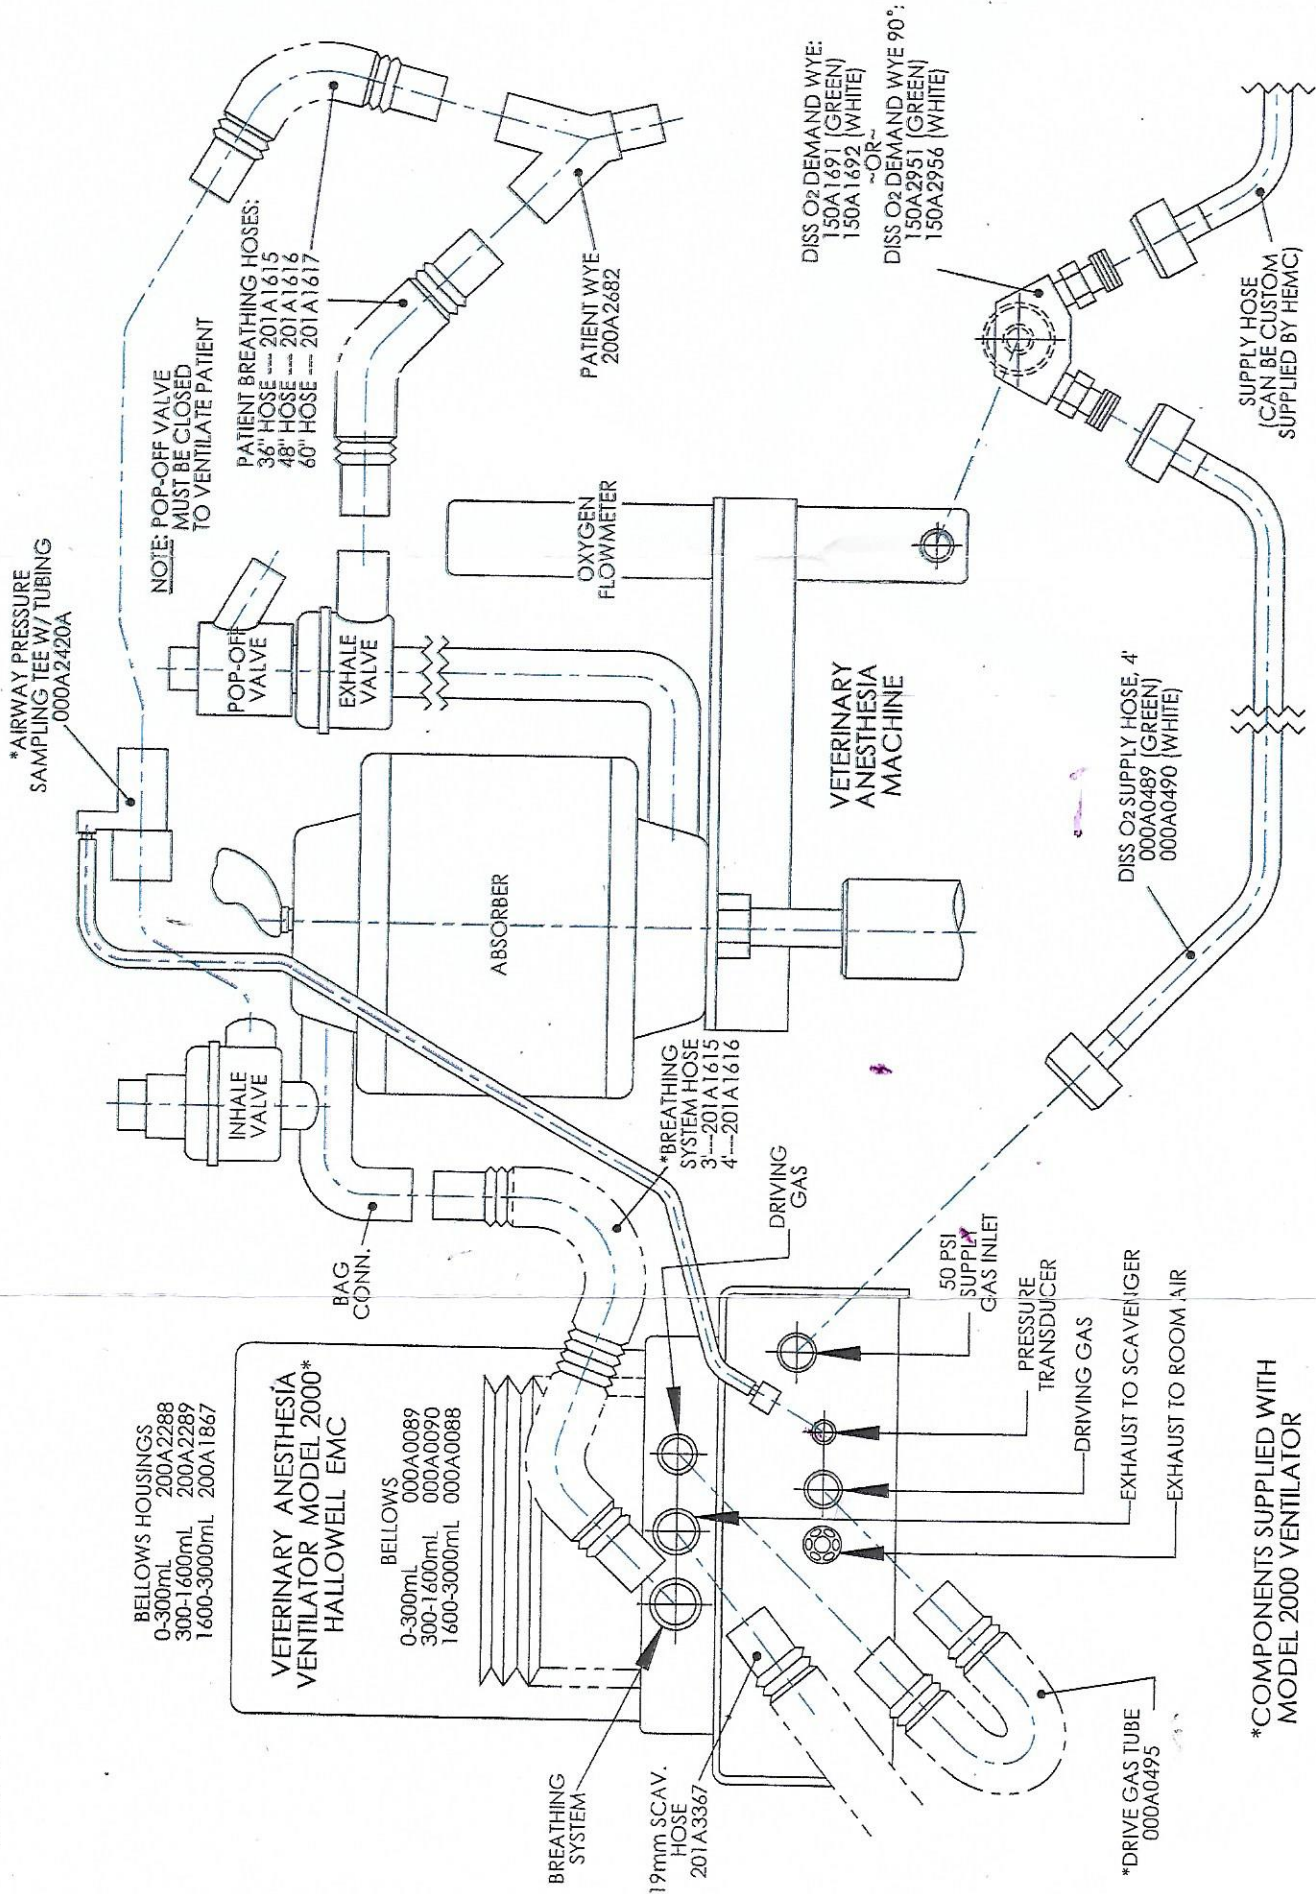 BELLOWS HOUSINGS
0-300mL 200A2288
300-1600mL 200A2289
1600-3000mL 200A1867
VETERINARY ANESTHESIA
VENTILATOR MODEL 2000*
HALLOWELL EMC
BELLOWS
0-300mL 000A0089
300-1600mL 000A0090
1600-3000mL 000A0088
BREATHING
SYSTEM
19mm SCAV.
HOSE
201A3367
*DRIVE GAS TUBE
000A0495
BAG
CONN.
INHALE
VALVE
*BREATHING
SYSTEM HOSE
3'---201A1615
4'---201A1616
DRIVING
GAS
50 PSI
SUPPLY
GAS INLET
PRESSURE
TRANSDUCER
DRIVING GAS
EXHAUST TO SCAVENGER
EXHAUST TO ROOM AIR
*COMPONENTS SUPPLIED WITH
MODEL 2000 VENTILATOR
*AIRWAY PRESSURE
SAMPLING TEE W/ TUBING
000A2420A
ABSORBER
NOTE: POP-OFF VALVE
MUST BE CLOSED
TO VENTILATE PATIENT
POP-OFF
VALVE
EXHALE
VALVE
PATIENT BREATHING HOSES:
36" HOSE --- 201A1615
48" HOSE --- 201A1616
60" HOSE --- 201A1617
PATIENT WYE
200A2682
OXYGEN
FLOWMETER
VETERINARY
ANESTHESIA
MACHINE
DISS O2 SUPPLY HOSE, 4'
000A0489 (GREEN)
000A0490 (WHITE)
DISS O2 DEMAND WYE:
150A1691 (GREEN)
150A1692 (WHITE)
~OR~
DISS O2 DEMAND WYE 90°:
150A2951 (GREEN)
150A2956 (WHITE)
SUPPLY HOSE
(CAN BE CUSTOM
SUPPLIED BY HEMC)